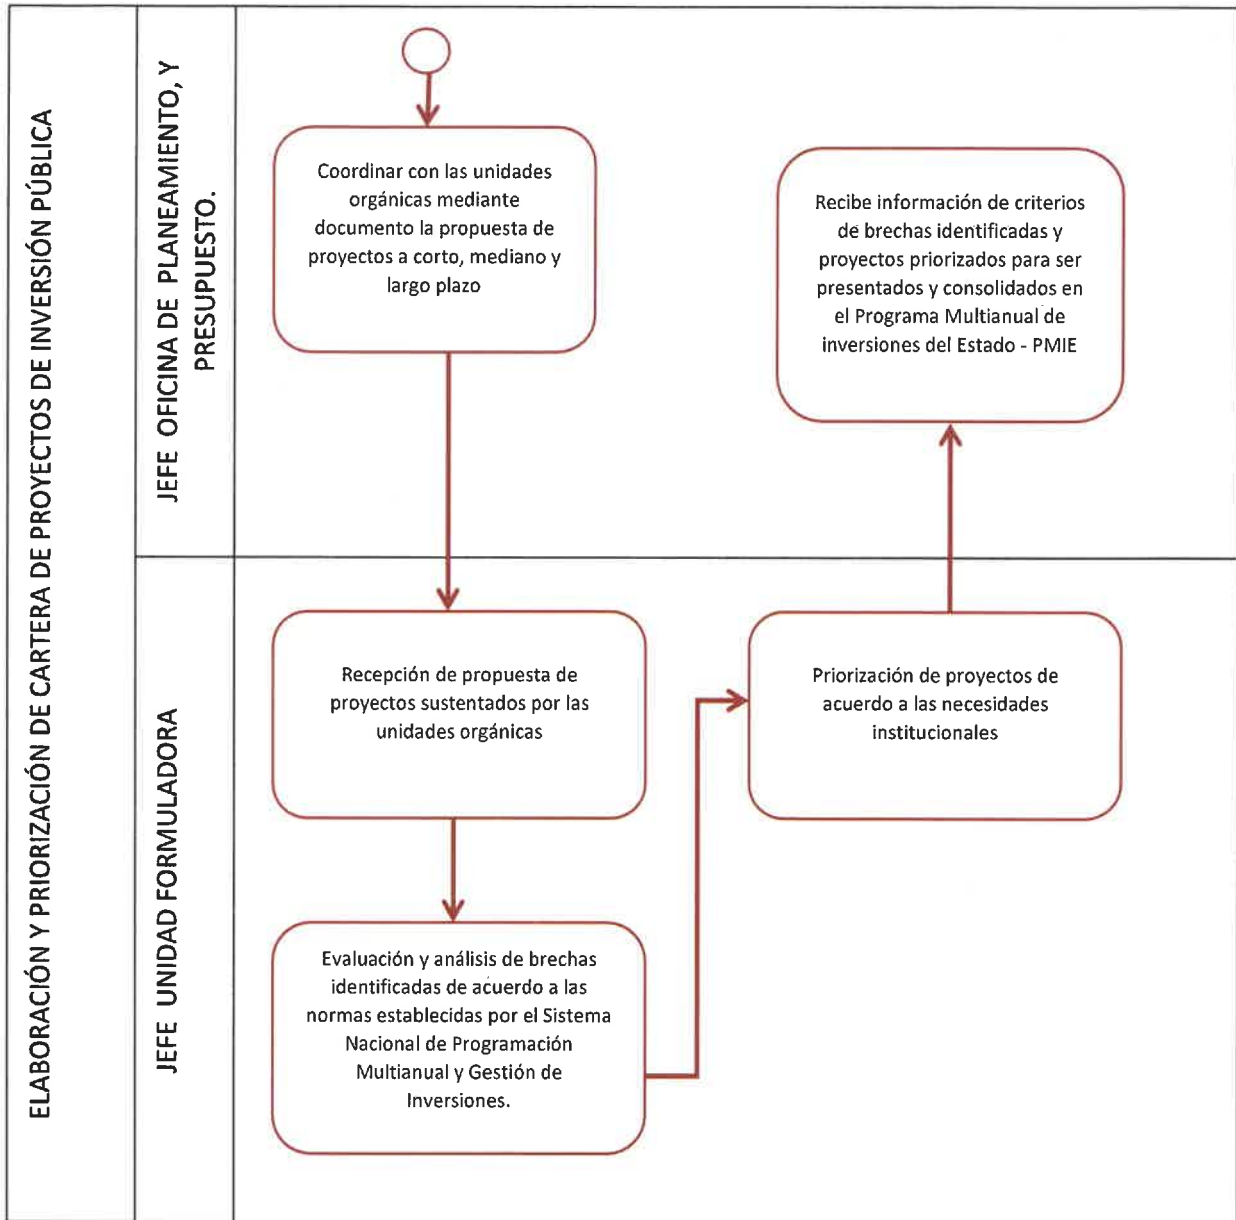 ELABORACIÓN Y PRIORIZACIÓN DE CARTERA DE PROYECTOS DE INVERSIÓN PÚBLICA
JEFE OFICINA DE PLANEAMIENTO, Y
PRESUPUESTO.
Coordinar con las unidades
orgánicas mediante
documento la propuesta de
proyectos a corto, mediano y
largo plazo
Recibe información de criterios
de brechas identificadas y
proyectos priorizados para ser
presentados y consolidados en
el Programa Multianual de
inversiones del Estado - PMIE
JEFE UNIDAD FORMULADORA
Recepción de propuesta de
proyectos sustentados por las
unidades orgánicas
Evaluación y análisis de brechas
identificadas de acuerdo a las
normas establecidas por el Sistema
Nacional de Programación
Multianual y Gestión de
Inversiones.
Priorización de proyectos de
acuerdo a las necesidades
institucionales